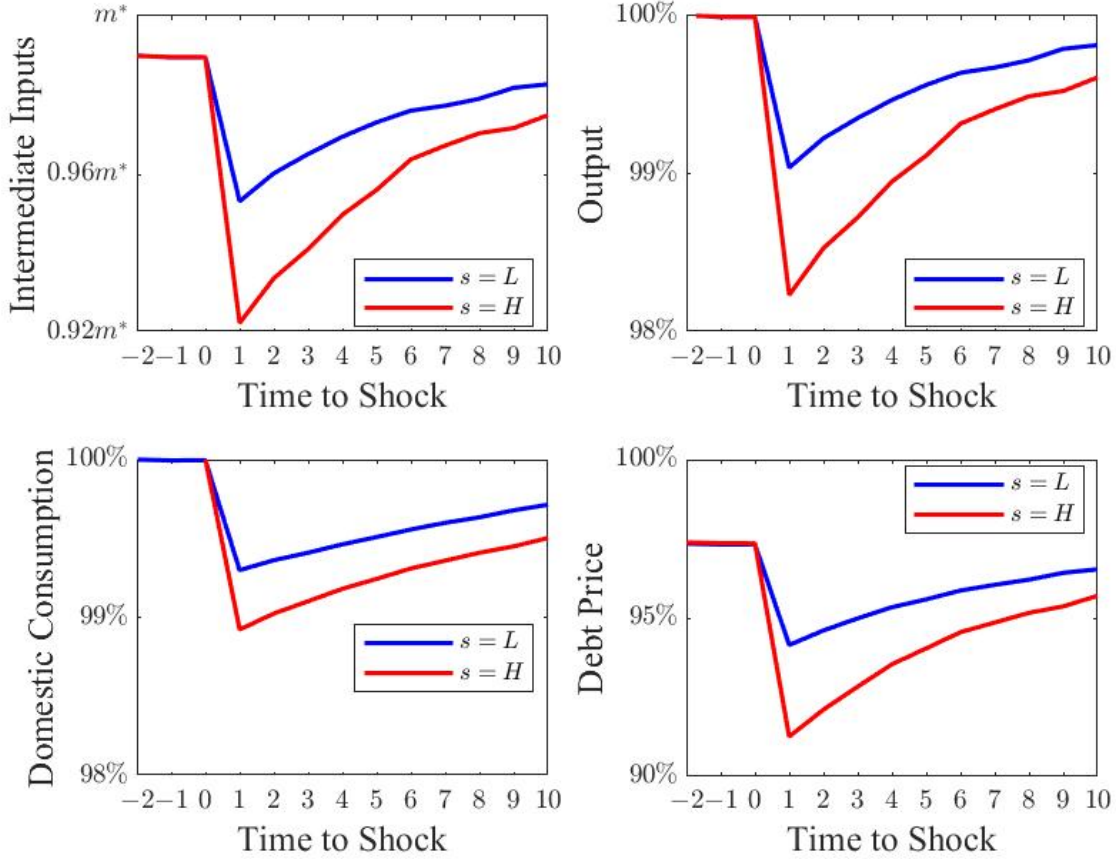 Intermediate Inputs
m*
0.96m*
0.92m*
s = L
s = H
−2 −1 0 1 2 3 4 5 6 7 8 9 10
Time to Shock
Output
100%
99%
98%
s = L
s = H
−2 −1 0 1 2 3 4 5 6 7 8 9 10
Time to Shock
Domestic Consumption
100%
99%
98%
s = L
s = H
−2 −1 0 1 2 3 4 5 6 7 8 9 10
Time to Shock
Debt Price
100%
95%
90%
s = L
s = H
−2 −1 0 1 2 3 4 5 6 7 8 9 10
Time to Shock